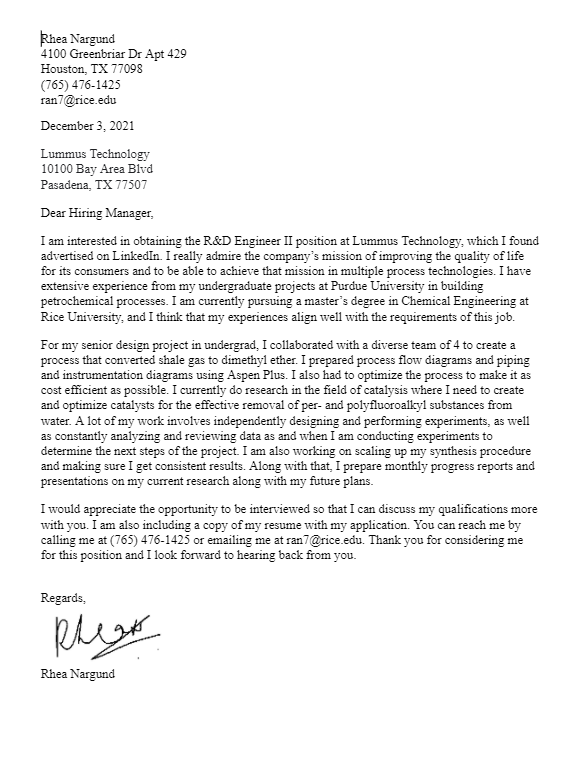 Rhea Nargund
4100 Greenbriar Dr Apt 429
Houston, TX 77098
(765) 476-1425
ran7@rice.edu
December 3, 2021
Lummus Technology
10100 Bay Area Blvd
Pasadena, TX 77507
Dear Hiring Manager,
I am interested in obtaining the R&D Engineer II position at Lummus Technology, which I found
advertised on LinkedIn. I really admire the company’s mission of improving the quality of life
for its consumers and to be able to achieve that mission in multiple process technologies. I have
extensive experience from my undergraduate projects at Purdue University in building
petrochemical processes. I am currently pursuing a master’s degree in Chemical Engineering at
Rice University, and I think that my experiences align well with the requirements of this job.
For my senior design project in undergrad, I collaborated with a diverse team of 4 to create a
process that converted shale gas to dimethyl ether. I prepared process flow diagrams and piping
and instrumentation diagrams using Aspen Plus. I also had to optimize the process to make it as
cost efficient as possible. I currently do research in the field of catalysis where I need to create
and optimize catalysts for the effective removal of per- and polyfluoroalkyl substances from
water. A lot of my work involves independently designing and performing experiments, as well
as constantly analyzing and reviewing data as and when I am conducting experiments to
determine the next steps of the project. I am also working on scaling up my synthesis procedure
and making sure I get consistent results. Along with that, I prepare monthly progress reports and
presentations on my current research along with my future plans.
I would appreciate the opportunity to be interviewed so that I can discuss my qualifications more
with you. I am also including a copy of my resume with my application. You can reach me by
calling me at (765) 476-1425 or emailing me at ran7@rice.edu. Thank you for considering me
for this position and I look forward to hearing back from you.
Regards,
Rhea
Rhea Nargund